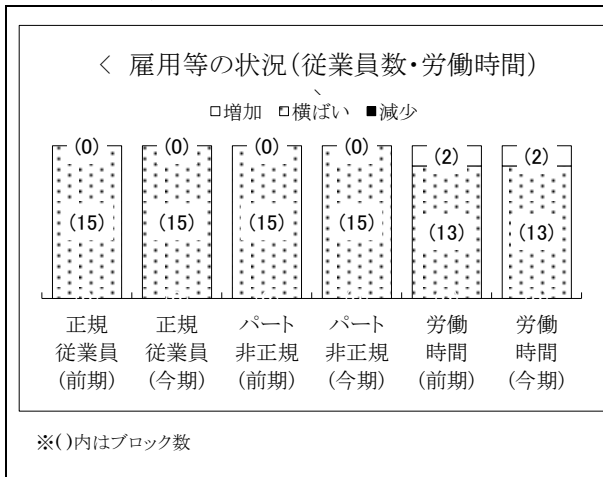 < 雇用等の状況(従業員数・労働時間)
□増加 横ばい ■減少
(0) (0) (0) (0) (2) (2)
(15) (15) (15) (15) (13) (13)
正規 正規 パート パート 労働 労働
従業員 従業員 非正規 非正規 時間 時間
(前期) (今期) (前期) (今期) (前期) (今期)
※()内はブロック数